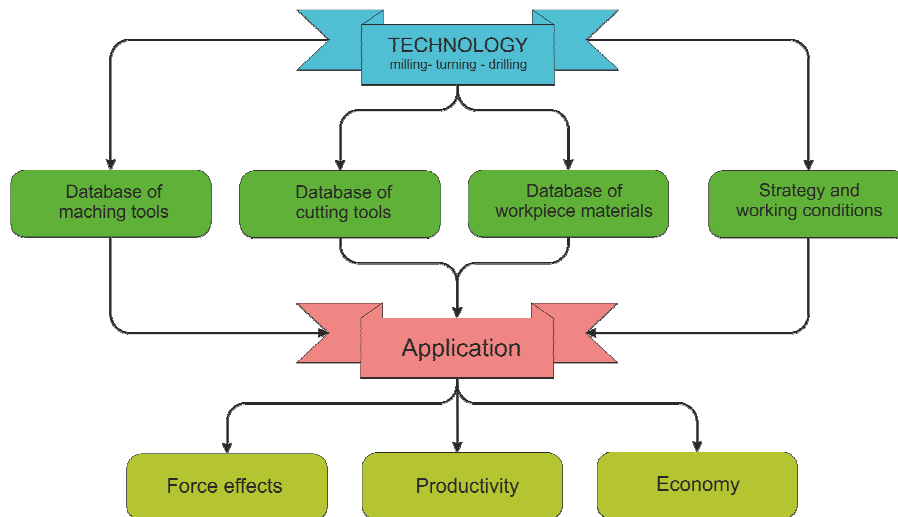 TECHNOLOGY
milling- turning - drilling
Database of
maching tools
Database of
cutting tools
Database of
workpiece materials
Strategy and
working conditions
Application
Force effects
Productivity
Economy